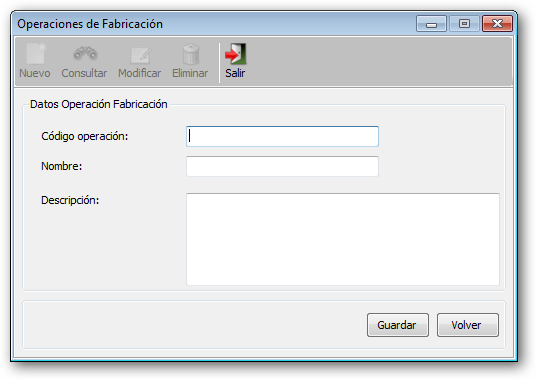 Operaciones de Fabricación
Nuevo Consultar Modificar Eliminar Salir
Datos Operación Fabricación
Código operación:
Nombre:
Descripción:
Guardar Volver